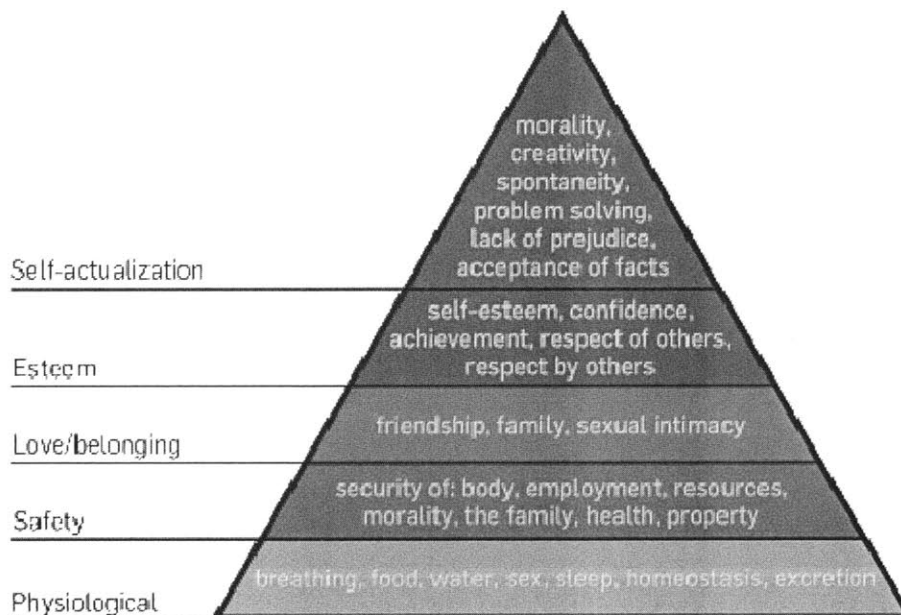 morality,
creativity,
spontaneity,
problem solving,
lack of prejudice,
acceptance of facts
Self-actualization
self-esteem, confidence,
achievement, respect of others,
respect by others
Esteem
friendship, family, sexual intimacy
Love/belonging
security of: body, employment, resources,
morality, the family, health, property
Safety
breathing, food, water, sex, sleep, homeostasis, excretion
Physiological